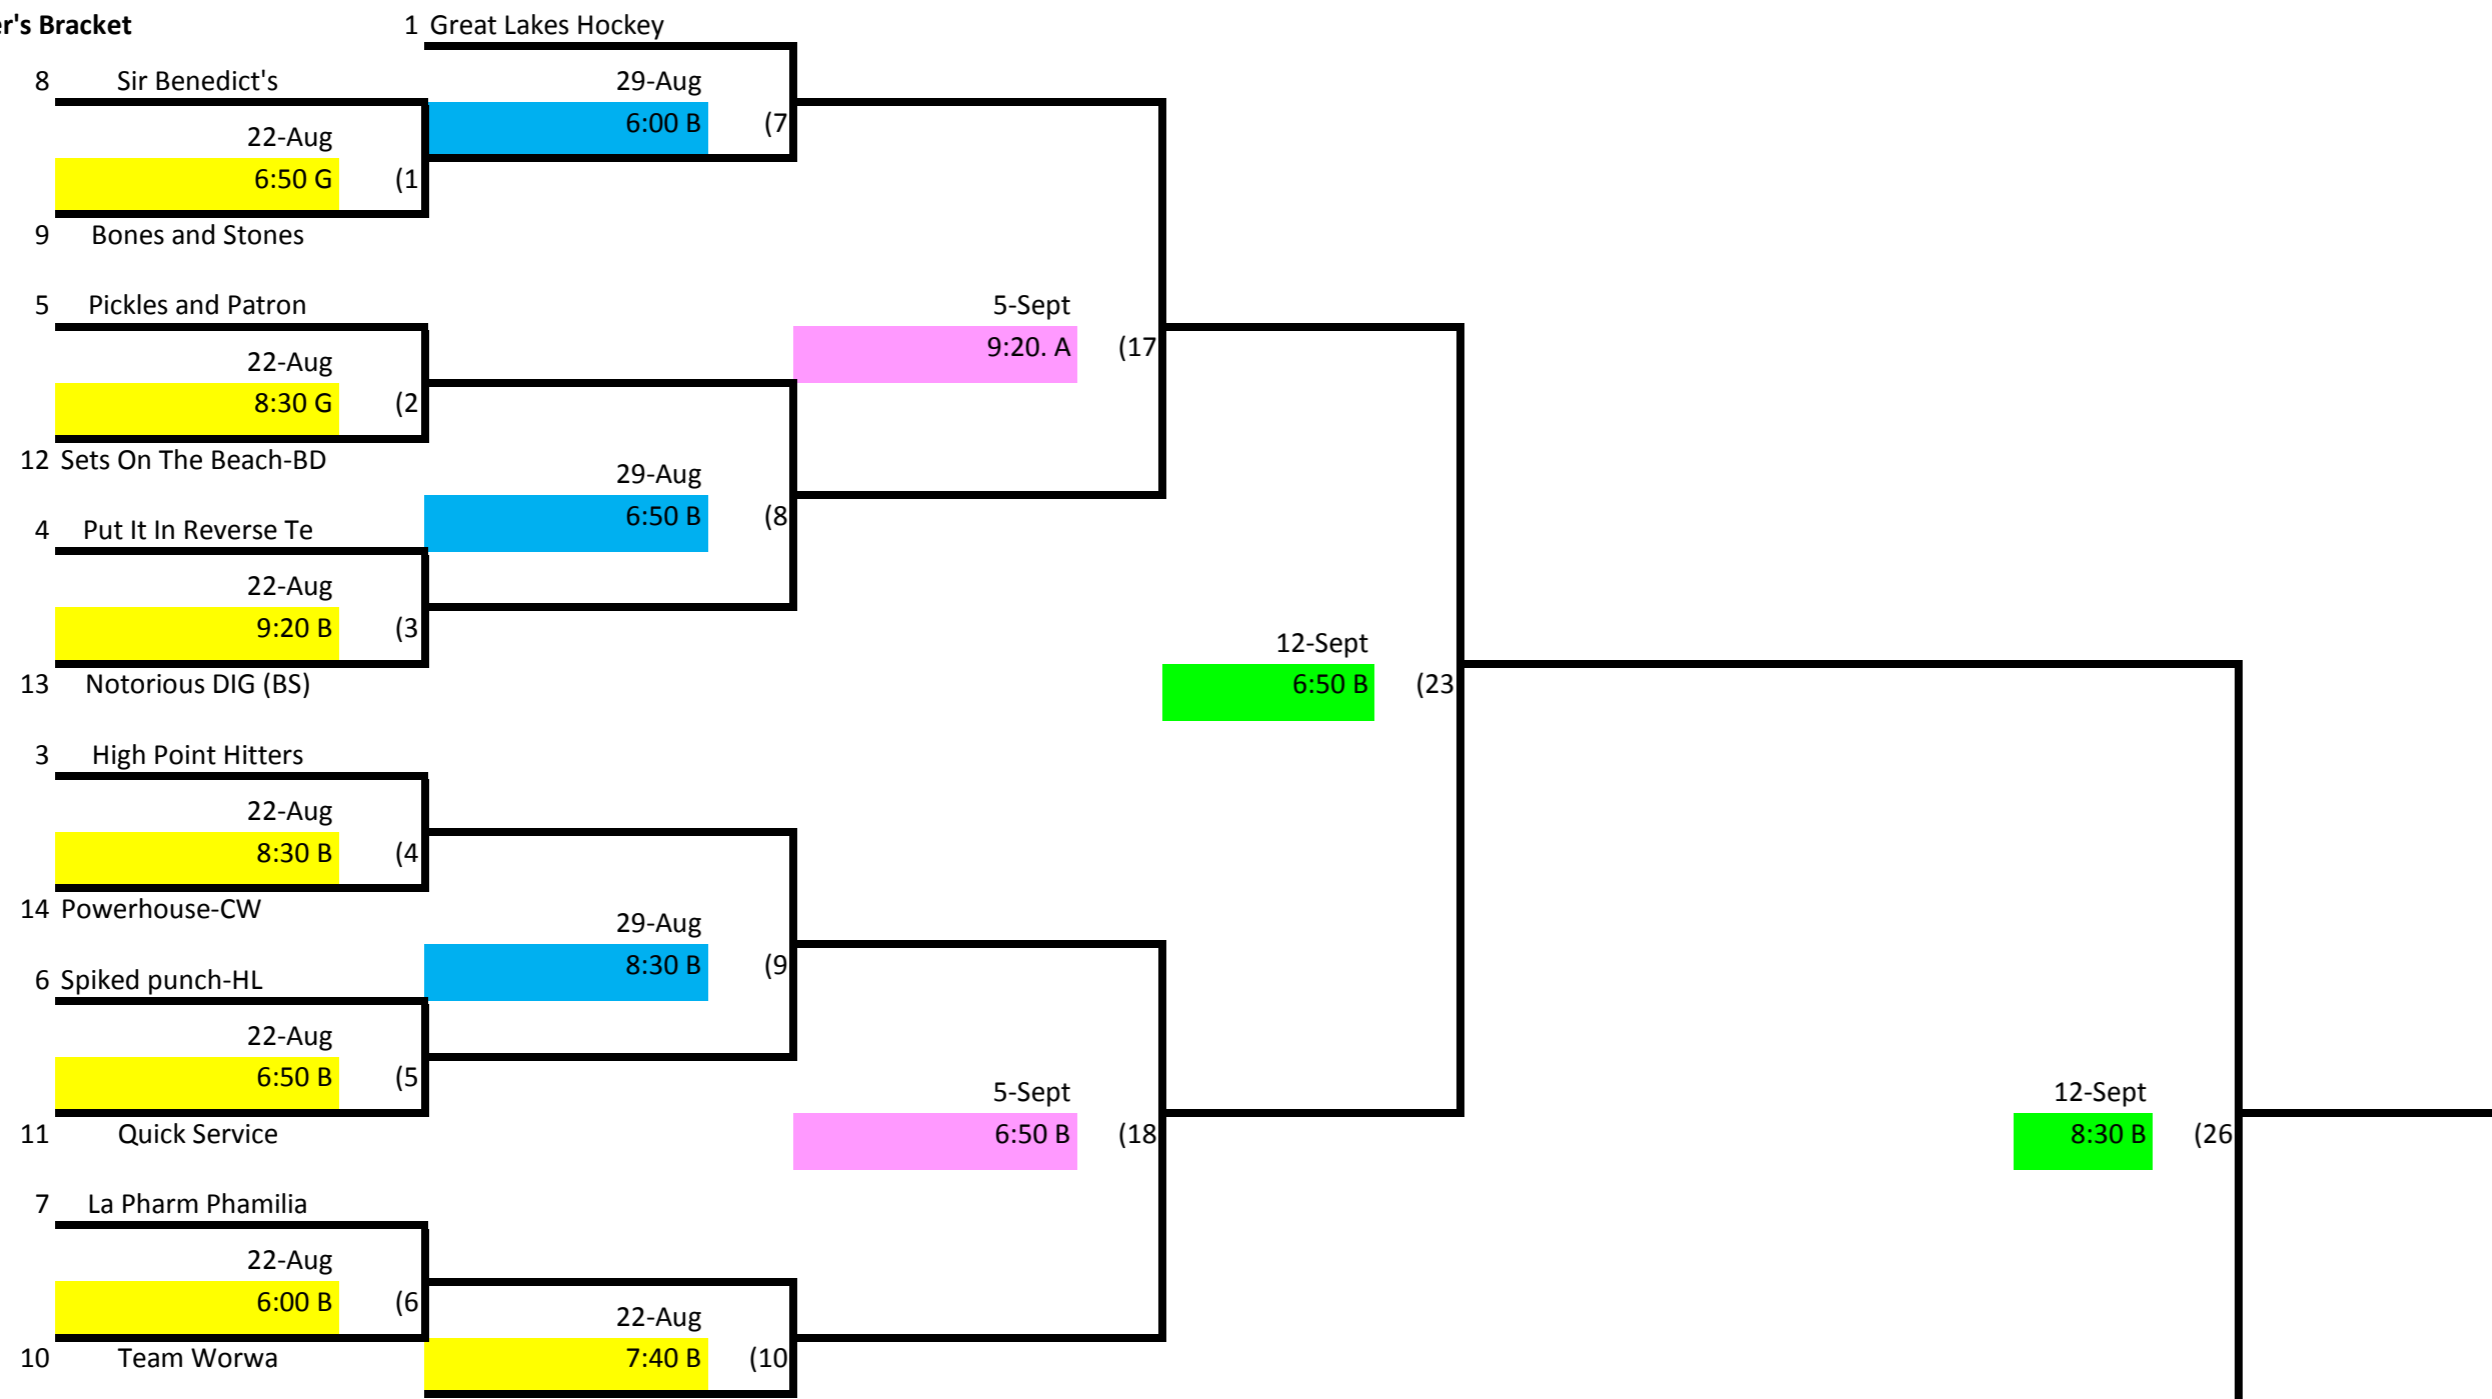 er's Bracket
1 Great Lakes Hockey
8 Sir Benedict's
29-Aug
6:00 B (7
22-Aug
6:50 G (1
9 Bones and Stones
5 Pickles and Patron
5-Sept
9:20. A (17
22-Aug
8:30 G (2
12 Sets On The Beach-BD
29-Aug
6:50 B (8
4 Put It In Reverse Te
22-Aug
9:20 B (3
12-Sept
6:50 B (23
13 Notorious DIG (BS)
3 High Point Hitters
22-Aug
8:30 B (4
14 Powerhouse-CW
29-Aug
8:30 B (9
6 Spiked punch-HL
22-Aug
6:50 B (5
5-Sept
6:50 B (18
12-Sept
8:30 B (26
11 Quick Service
7 La Pharm Phamilia
22-Aug
6:00 B (6
22-Aug
7:40 B (10
10 Team Worwa